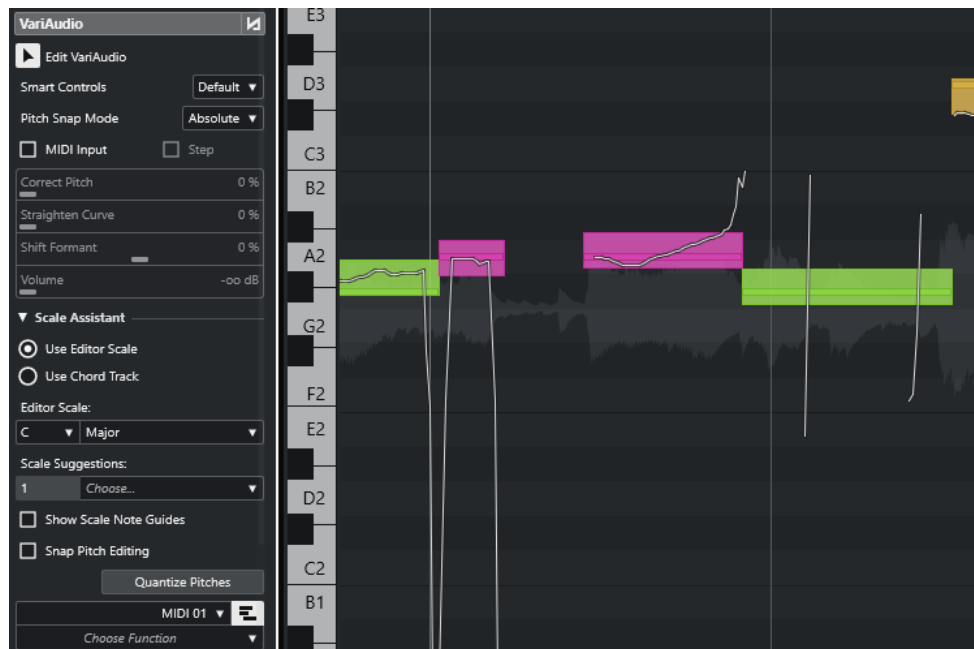 VariAudio
Edit VariAudio
Smart Controls Default
Pitch Snap Mode Absolute
MIDI Input Step
Correct Pitch 0 %
Straighten Curve 0 %
Shift Formant 0 %
Volume -oo dB
Scale Assistant
Use Editor Scale
Use Chord Track
Editor Scale:
C Major
Scale Suggestions:
1 Choose...
Show Scale Note Guides
Snap Pitch Editing
Quantize Pitches
MIDI 01
Choose Function
E3
D3
C3
B2
A2
G2
F2
E2
D2
C2
B1